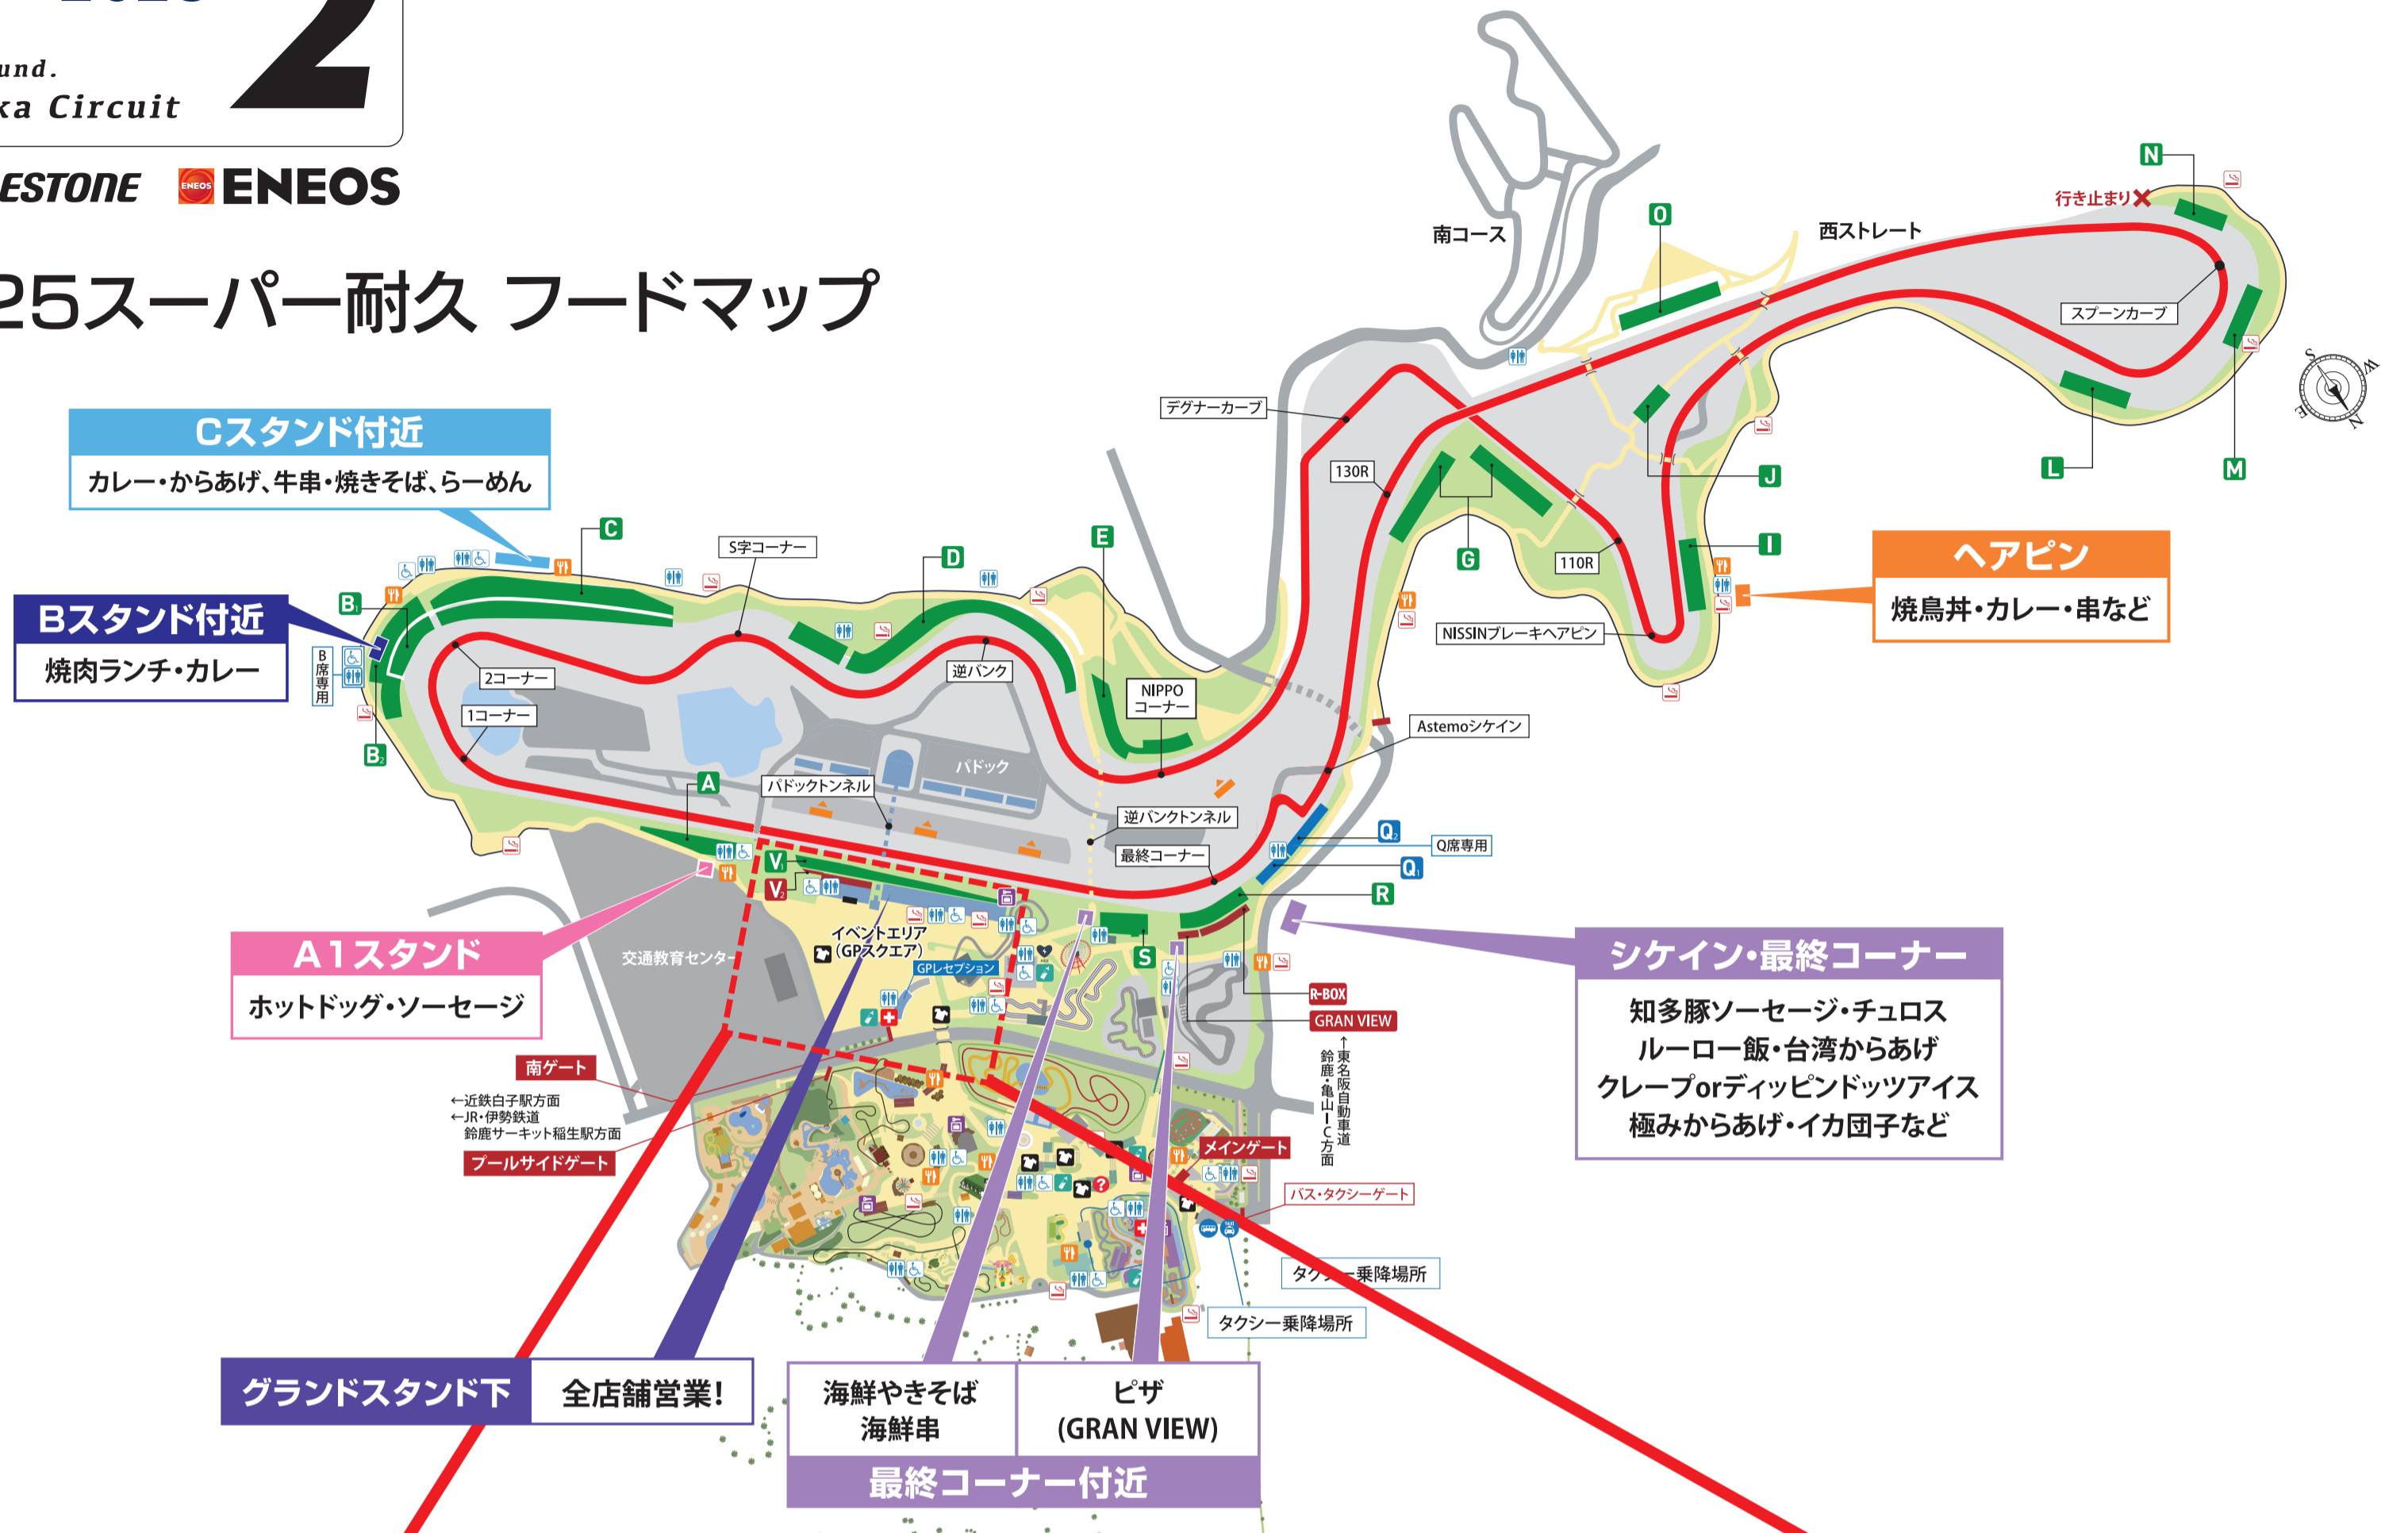 und.
ka Circuit
2
ESTONE
ENEOS
ENEOS
25スーパー耐久 フードマップ
南コース
O
西ストレート
行き止まり
N
スプーンカーブ
S
W
E
N
L
M
J
I
デグナーカーブ
130R
G
110R
NISSINブレーキヘアピン
ヘアピン
焼鳥丼・カレー・串など
Cスタンド付近
カレー・からあげ、牛串・焼きそば、らーめん
C
S字コーナー
D
E
Bスタンド付近
焼肉ランチ・カレー
B1
B席専用
B2
2コーナー
1コーナー
逆バンク
NIPPO
コーナー
Astemoシケイン
A
パドックトンネル
パドック
逆バンクトンネル
最終コーナー
Q2
Q席専用
Q1
R
V1
V2
A1スタンド
ホットドッグ・ソーセージ
交通教育センター
イベントエリア
(GPスクエア)
GPレセプション
S
R-BOX
GRAN VIEW
シケイン・最終コーナー
知多豚ソーセージ・チュロス
ルーロー飯・台湾からあげ
クレープorディッピンドッツアイス
極みからあげ・イカ団子など
↑東名阪自動車道
鈴鹿・亀山IC方面
南ゲート
←近鉄白子駅方面
←JR・伊勢鉄道
鈴鹿サーキット稲生駅方面
プールサイドゲート
メインゲート
バス・タクシーゲート
タクシー乗降場所
タクシー乗降場所
グランドスタンド下
全店舗営業!
海鮮やきそば
海鮮串
ピザ
(GRAN VIEW)
最終コーナー付近